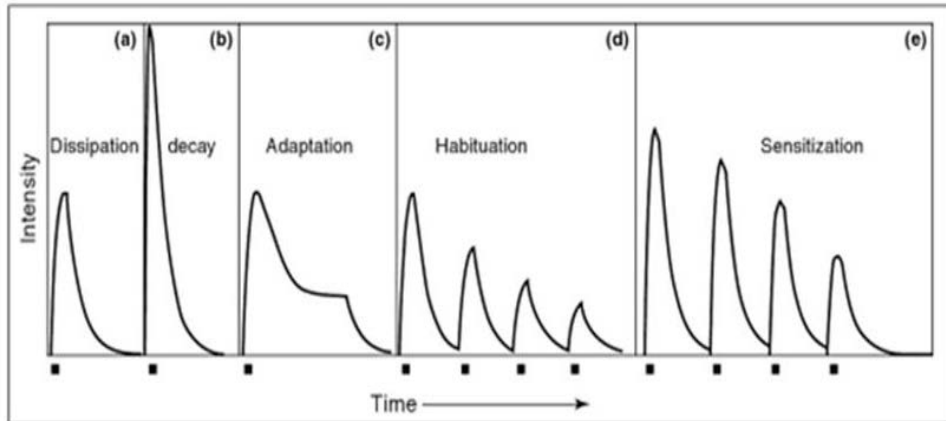 (a) (b) (c) (d) (e)
Dissipation decay Adaptation Habituation Sensitization
Intensity
Time